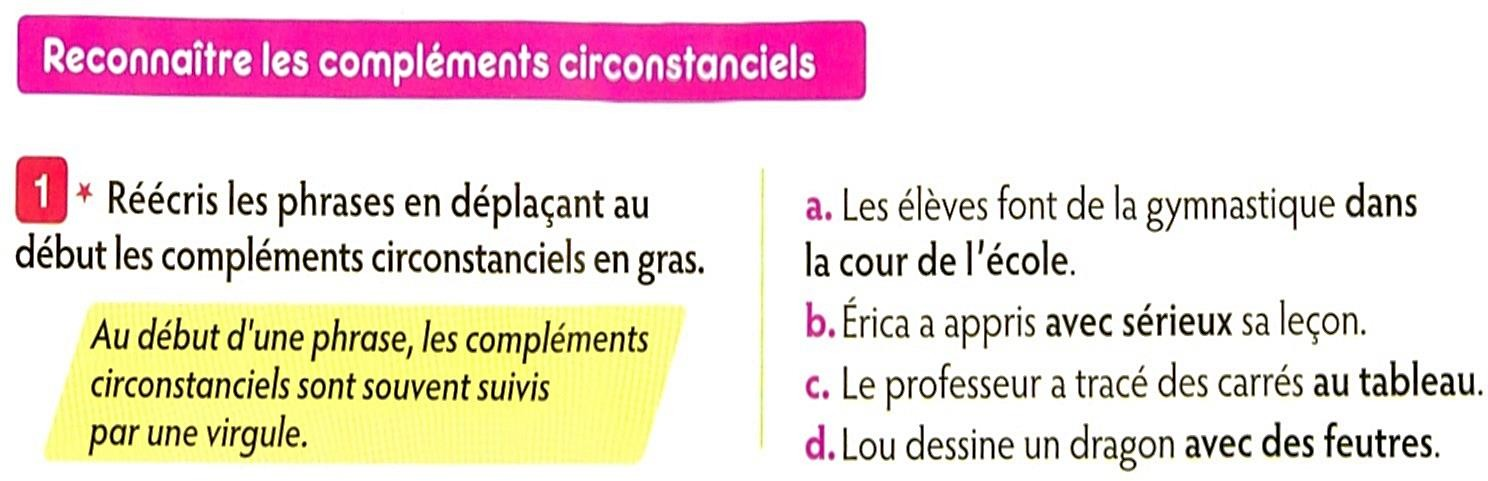 Reconnaître les compléments circonstanciels
1 * Réécris les phrases en déplaçant au
début les compléments circonstanciels en gras.
Au début d'une phrase, les compléments
circonstanciels sont souvent suivis
par une virgule.
a. Les élèves font de la gymnastique dans
la cour de l'école.
b. Érica a appris avec sérieux sa leçon.
c. Le professeur a tracé des carrés au tableau.
d. Lou dessine un dragon avec des feutres.